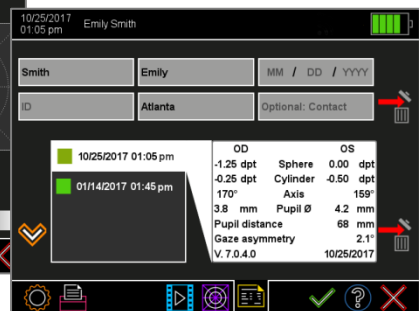 10/25/2017
01:05 pm Emily Smith
Smith Emily MM / DD / YYYY
ID Atlanta Optional: Contact
10/25/2017 01:05 pm
01/14/2017 01:45 pm
OD OS
-1.25 dpt Sphere 0.00 dpt
-0.25 dpt Cylinder -0.50 dpt
170° Axis 159°
3.8 mm Pupil Ø 4.2 mm
Pupil distance 68 mm
Gaze asymmetry 2.1°
V. 7.0.4.0 10/25/2017
?